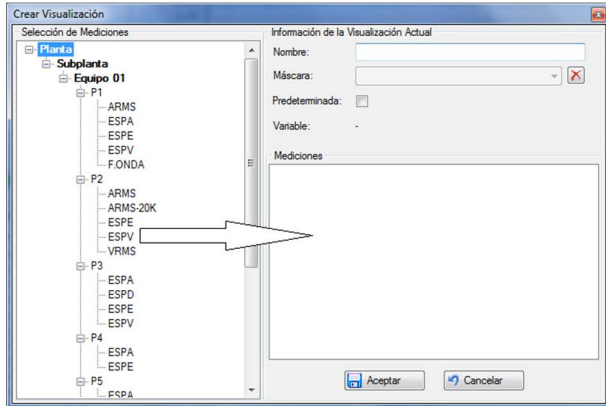 Crear Visualización
Selección de Mediciones
Planta
Subplanta
Equipo 01
P1
ARMS
ESPA
ESPE
ESPV
F.ONDA
P2
ARMS
ARMS-20K
ESPE
ESPV
VRMS
P3
ESPA
ESPD
ESPE
ESPV
P4
ESPA
ESPE
P5
ESPA
Información de la Visualización Actual
Nombre:
Máscara:
Predeterminada:
Variable: -
Mediciones
Aceptar
Cancelar